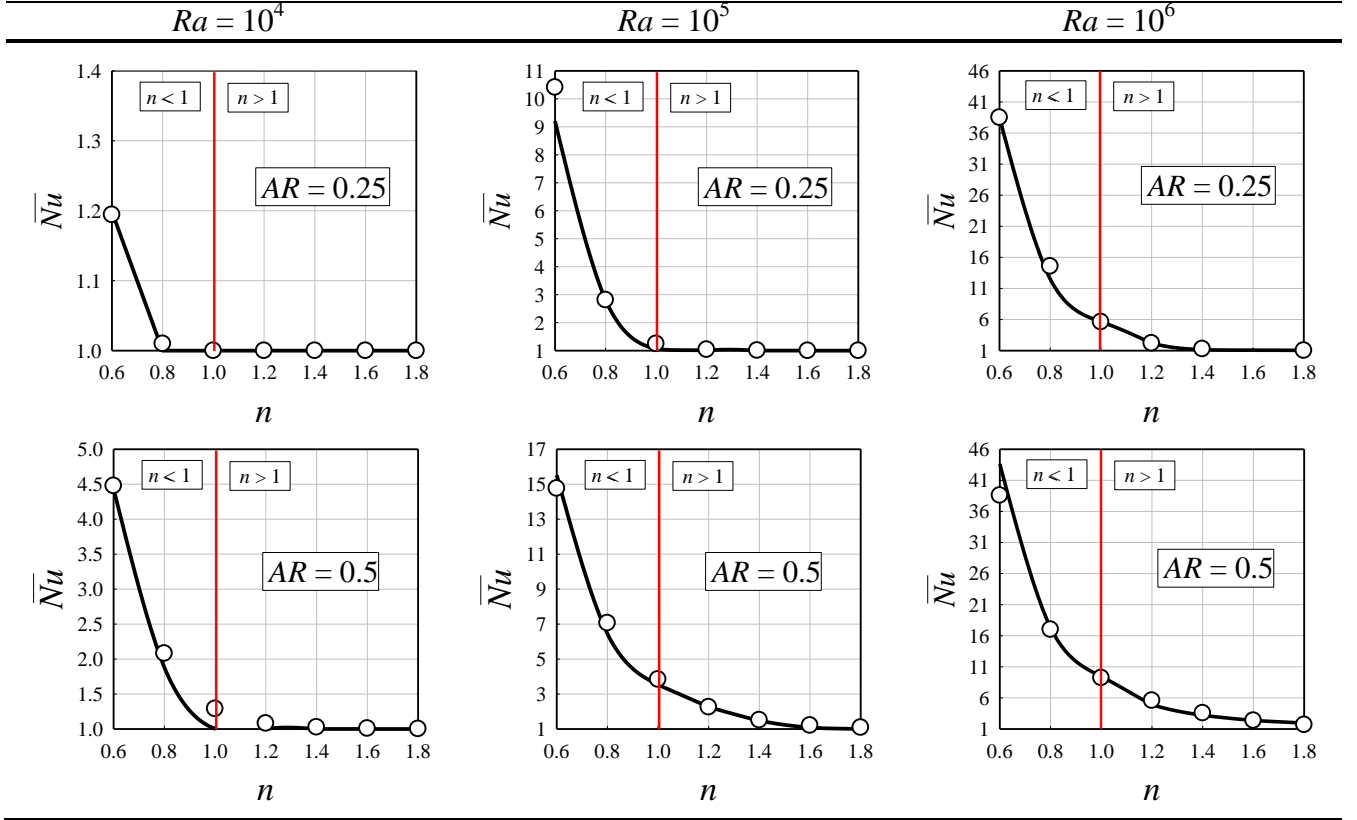 Ra = 10^4 Ra = 10^5 Ra = 10^6
1.4
1.3
1.2
1.1
1.0
0.6 0.8 1.0 1.2 1.4 1.6 1.8
Nu
n
n < 1 n > 1
AR = 0.25
11
10
9
8
7
6
5
4
3
2
1
0.6 0.8 1.0 1.2 1.4 1.6 1.8
Nu
n
n < 1 n > 1
AR = 0.25
46
41
36
31
26
21
16
11
6
1
0.6 0.8 1.0 1.2 1.4 1.6 1.8
Nu
n
n < 1 n > 1
AR = 0.25
5.0
4.5
4.0
3.5
3.0
2.5
2.0
1.5
1.0
0.6 0.8 1.0 1.2 1.4 1.6 1.8
Nu
n
n < 1 n > 1
AR = 0.5
17
15
13
11
9
7
5
3
1
0.6 0.8 1.0 1.2 1.4 1.6 1.8
Nu
n
n < 1 n > 1
AR = 0.5
46
41
36
31
26
21
16
11
6
1
0.6 0.8 1.0 1.2 1.4 1.6 1.8
Nu
n
n < 1 n > 1
AR = 0.5